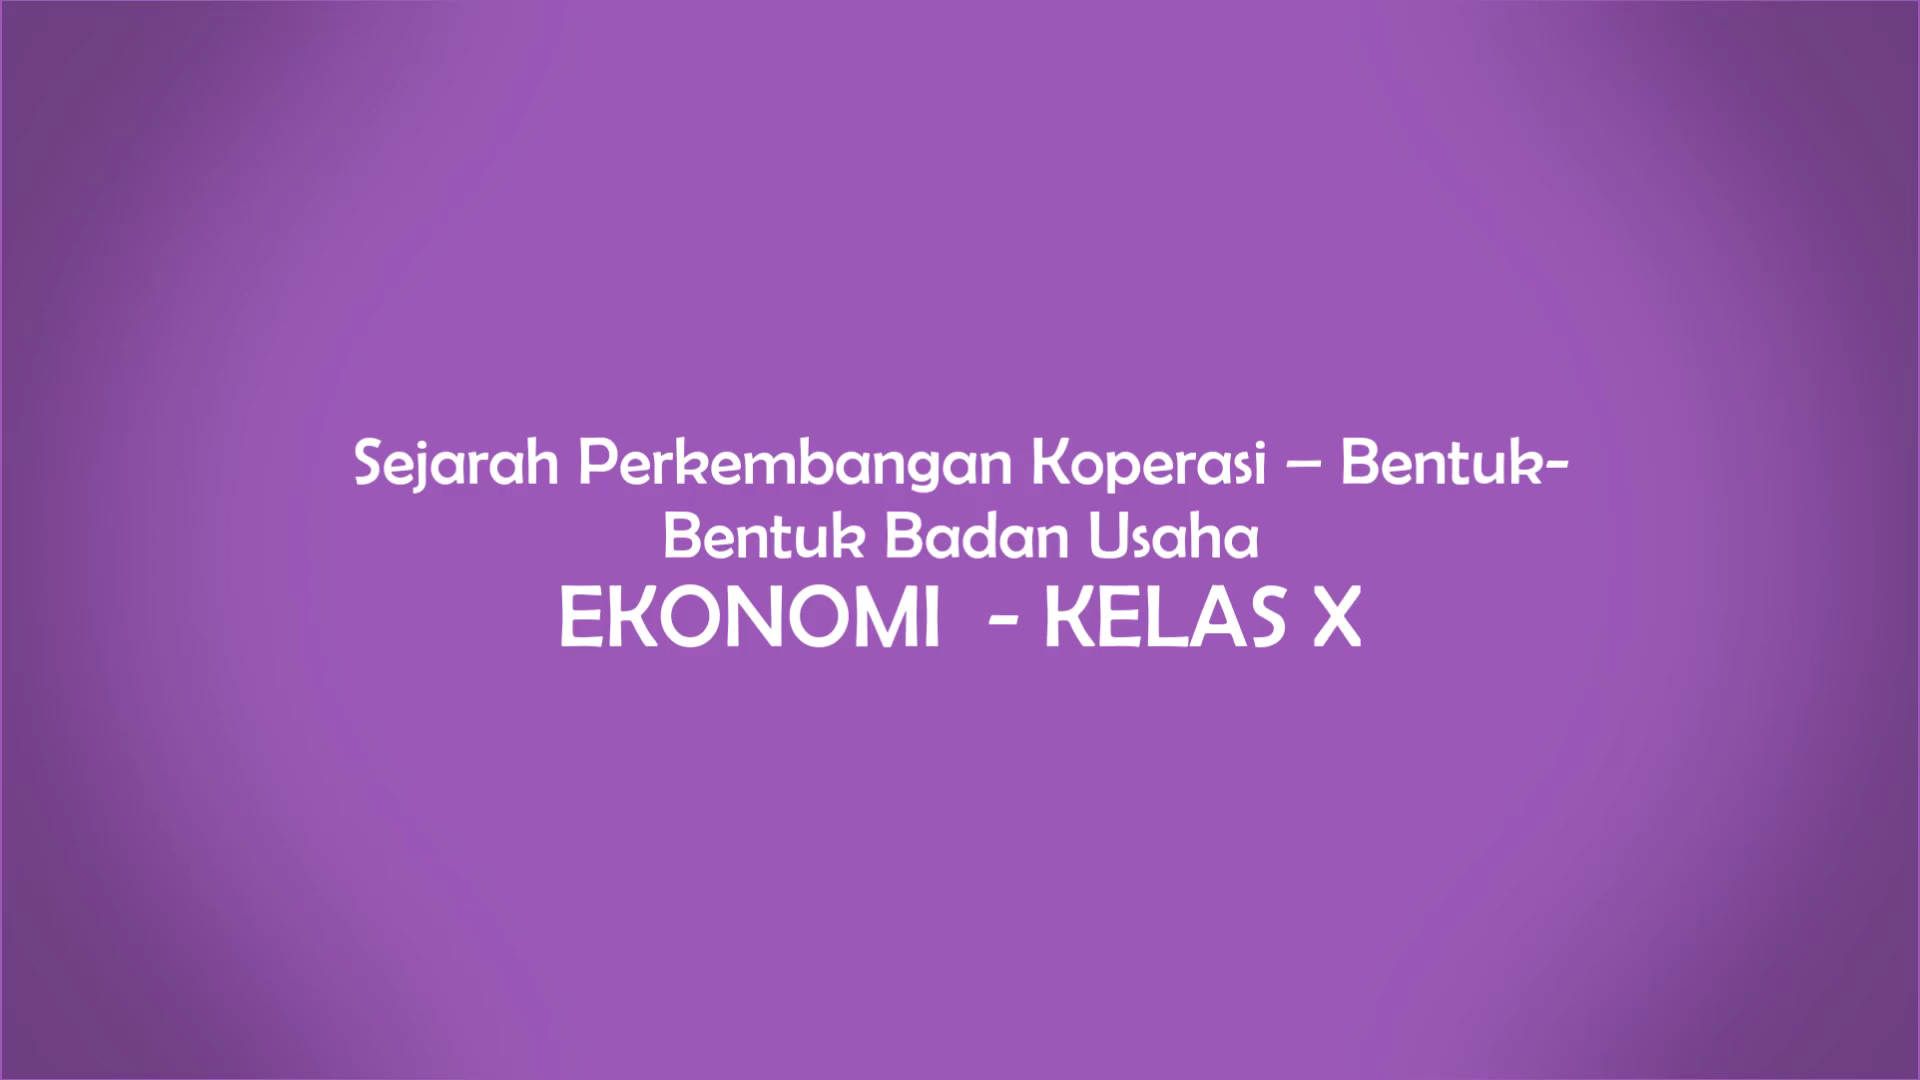 Sejarah Perkembangan Koperasi – Bentuk-
Bentuk Badan Usaha
EKONOMI  - KELAS X